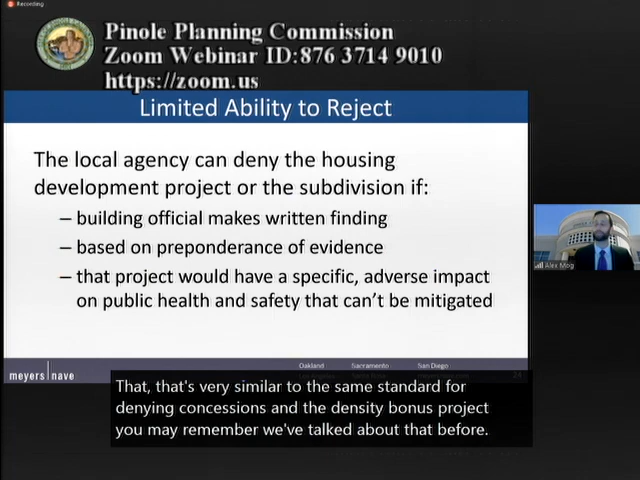 Recording
Pinole Planning Commission
Zoom Webinar ID:876 3714 9010
https://zoom.us
Limited Ability to Reject
The local agency can deny the housing
development project or the subdivision if:
– building official makes written finding
– based on preponderance of evidence
– that project would have a specific, adverse impact
on public health and safety that can't be mitigated
Alex Mog
Oakland Sacramento San Diego
meyers nave
That, that's very similar to the same standard for
denying concessions and the density bonus project
you may remember we've talked about that before.